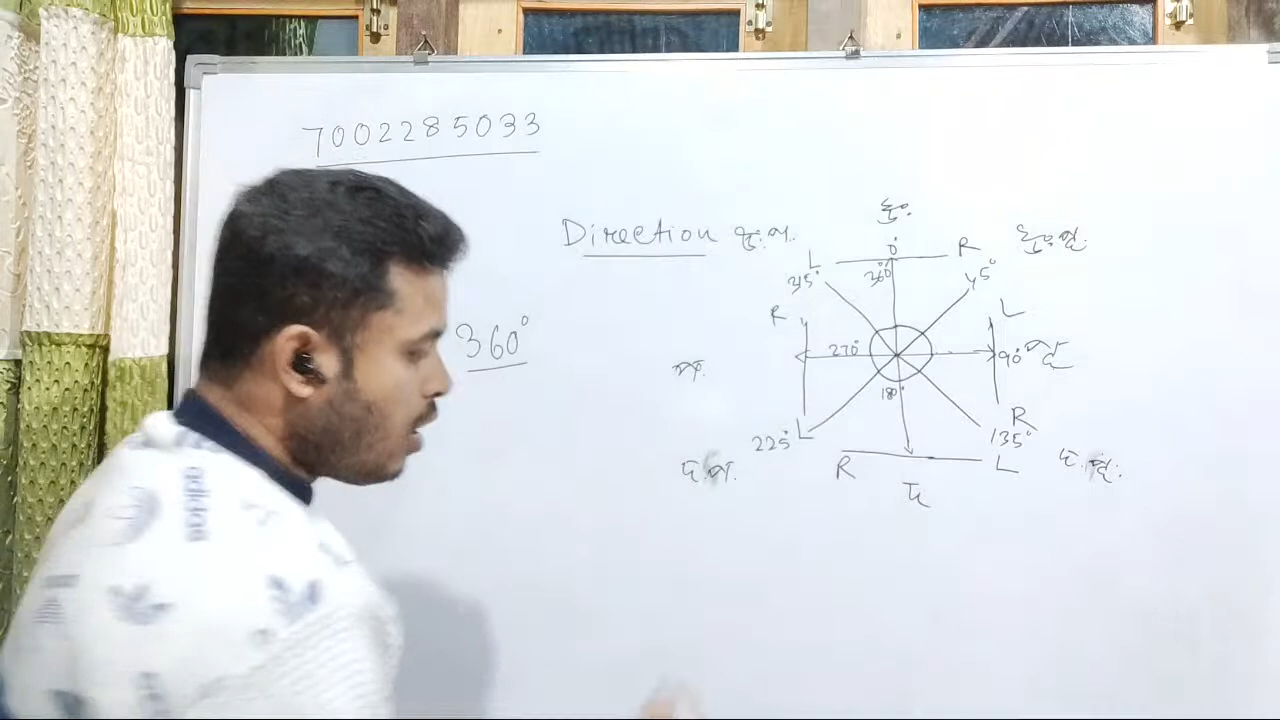 7002285033
Direction উ: প.
উ:
উ: পূ:
L 0° R
315° 360° 45°
R L
360°
270° 90° পূ
প.
180°
R
225° L 135°
দ. প. R L দ. পূ:
দ